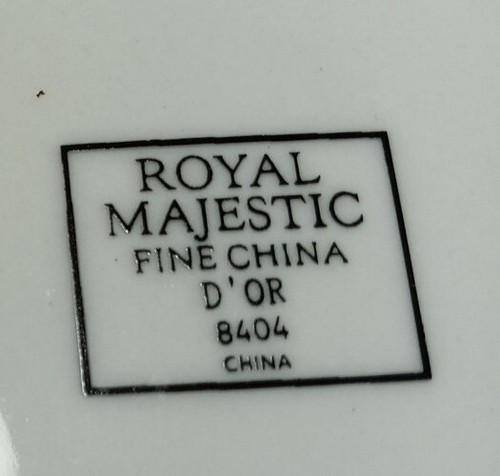 ROYAL
MAJESTIC
FINE CHINA
D'OR
8404
CHINA